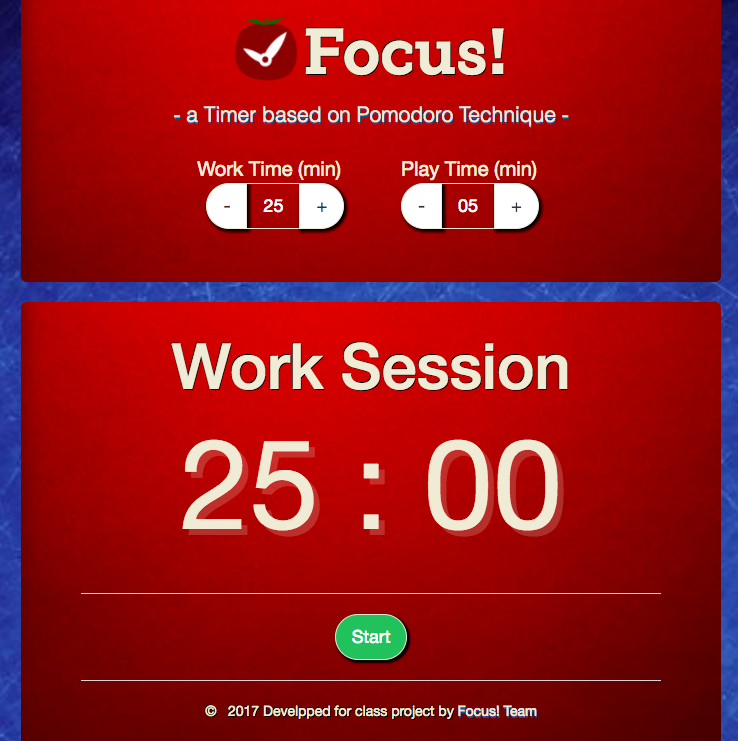 Focus!
- a Timer based on Pomodoro Technique -
Work Time (min) Play Time (min)
- 25 + - 05 +
Work Session
25 : 00
Start
© 2017 Develpped for class project by Focus! Team